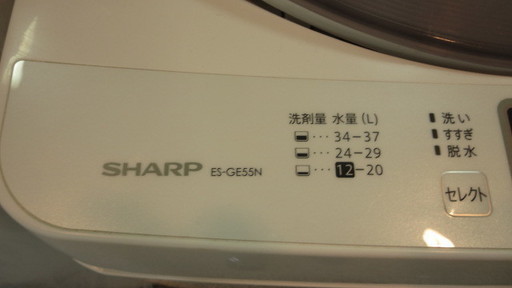 洗剤量 水量(L)
··· 34-37
··· 24-29
··· 12-20
洗い
すすぎ
脱水
セレクト
SHARP ES-GE55N